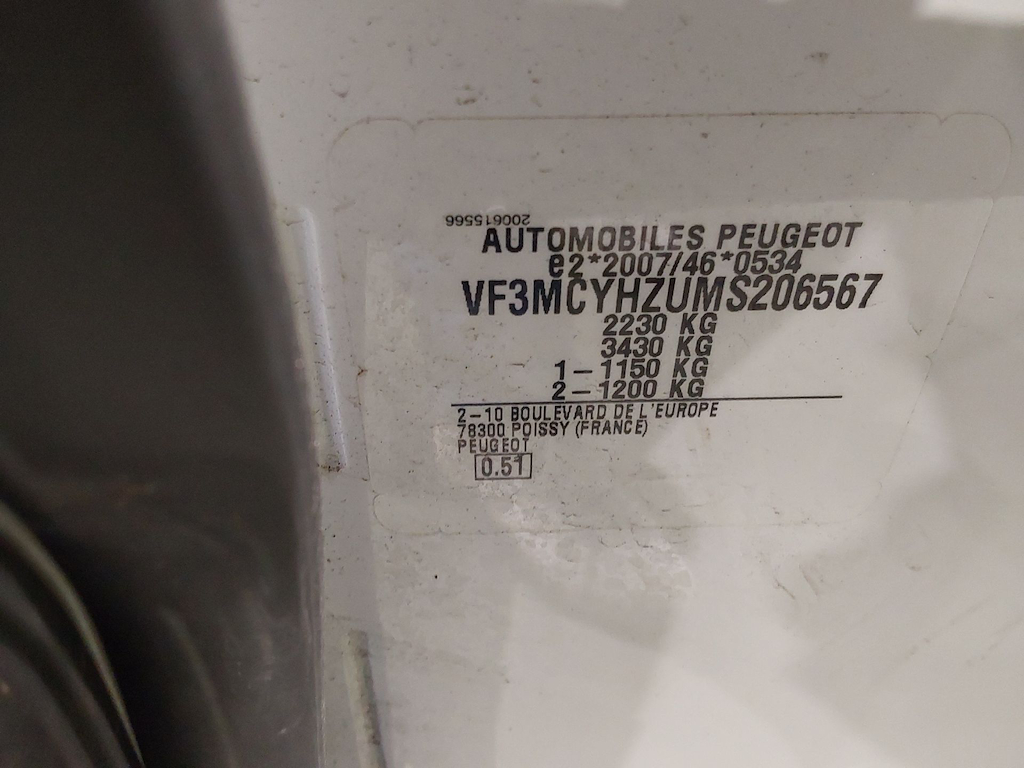 200615566
AUTOMOBILES PEUGEOT
e2*2007/46*0534
VF3MCYHZUMS206567
2230 KG
3430 KG
1-1150 KG
2-1200 KG
2-10 BOULEVARD DE L'EUROPE
78300 POISSY (FRANCE)
PEUGEOT
0.51